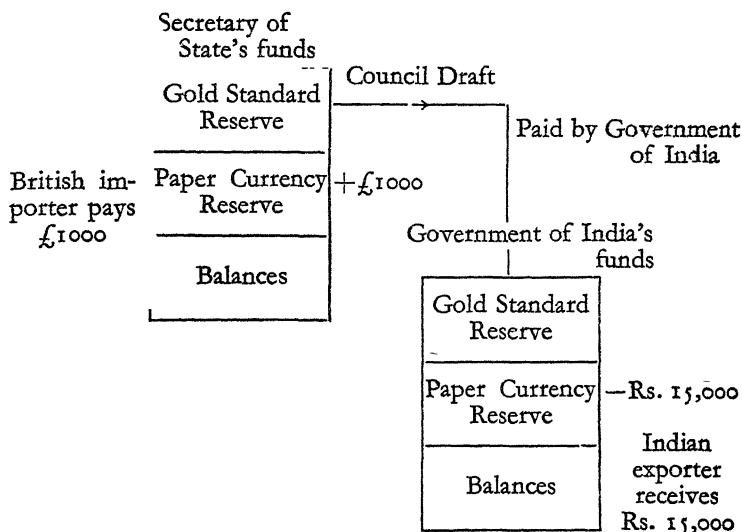 Secretary of
State's funds
Council Draft
Gold Standard
Reserve
Paid by Government
of India
British im-
porter pays
£1000
Paper Currency
Reserve
+£1000
Balances
Government of India's
funds
Gold Standard
Reserve
Paper Currency
Reserve
—Rs. 15,000
Balances
Indian
exporter
receives
Rs. 15,000